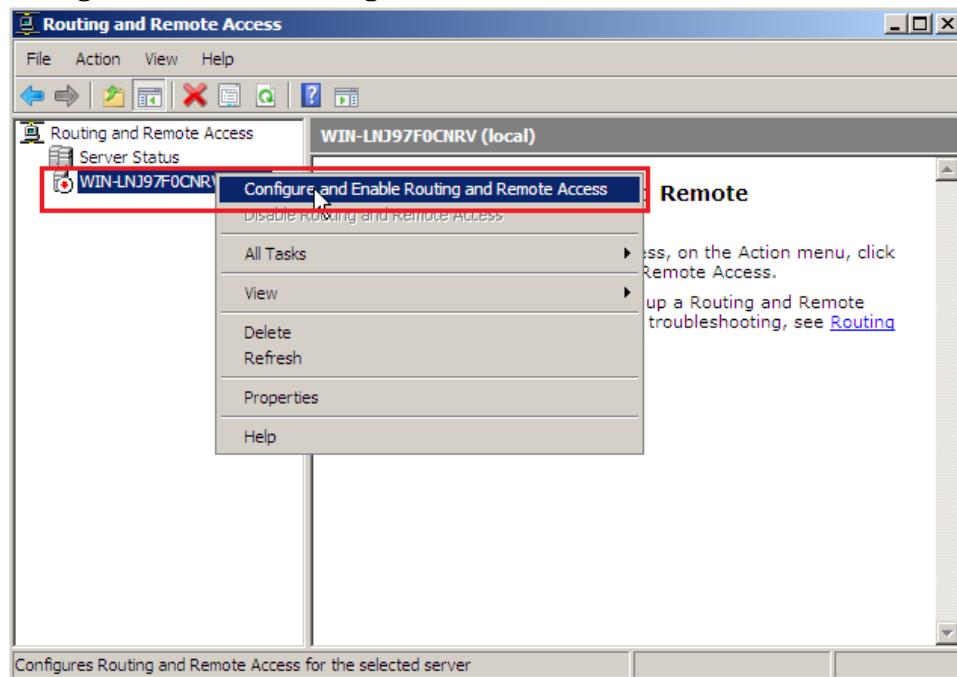 Routing and Remote Access
File Action View Help
Routing and Remote Access
Server Status
WIN-LNJ97F0CNRV
WIN-LNJ97F0CNRV (local)
Configure and Enable Routing and Remote Access
Disable Routing and Remote Access
All Tasks
View
Delete
Refresh
Properties
Help
Remote
ess, on the Action menu, click
Remote Access.
up a Routing and Remote
troubleshooting, see Routing
Configures Routing and Remote Access for the selected server